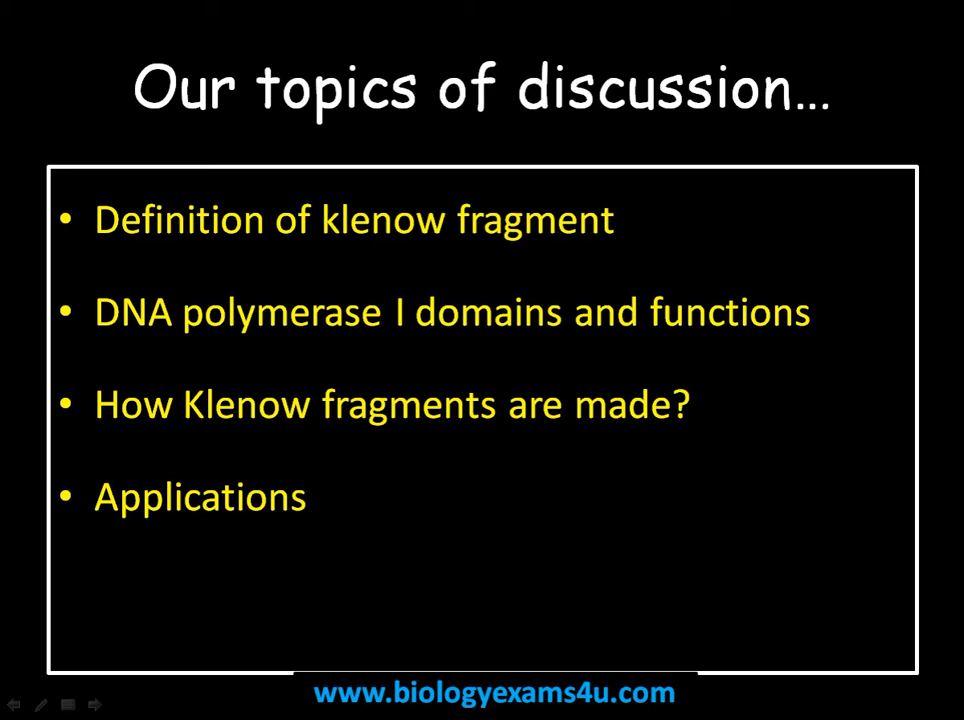 Our topics of discussion...
• Definition of klenow fragment
• DNA polymerase I domains and functions
• How Klenow fragments are made?
• Applications
www.biologyexams4u.com